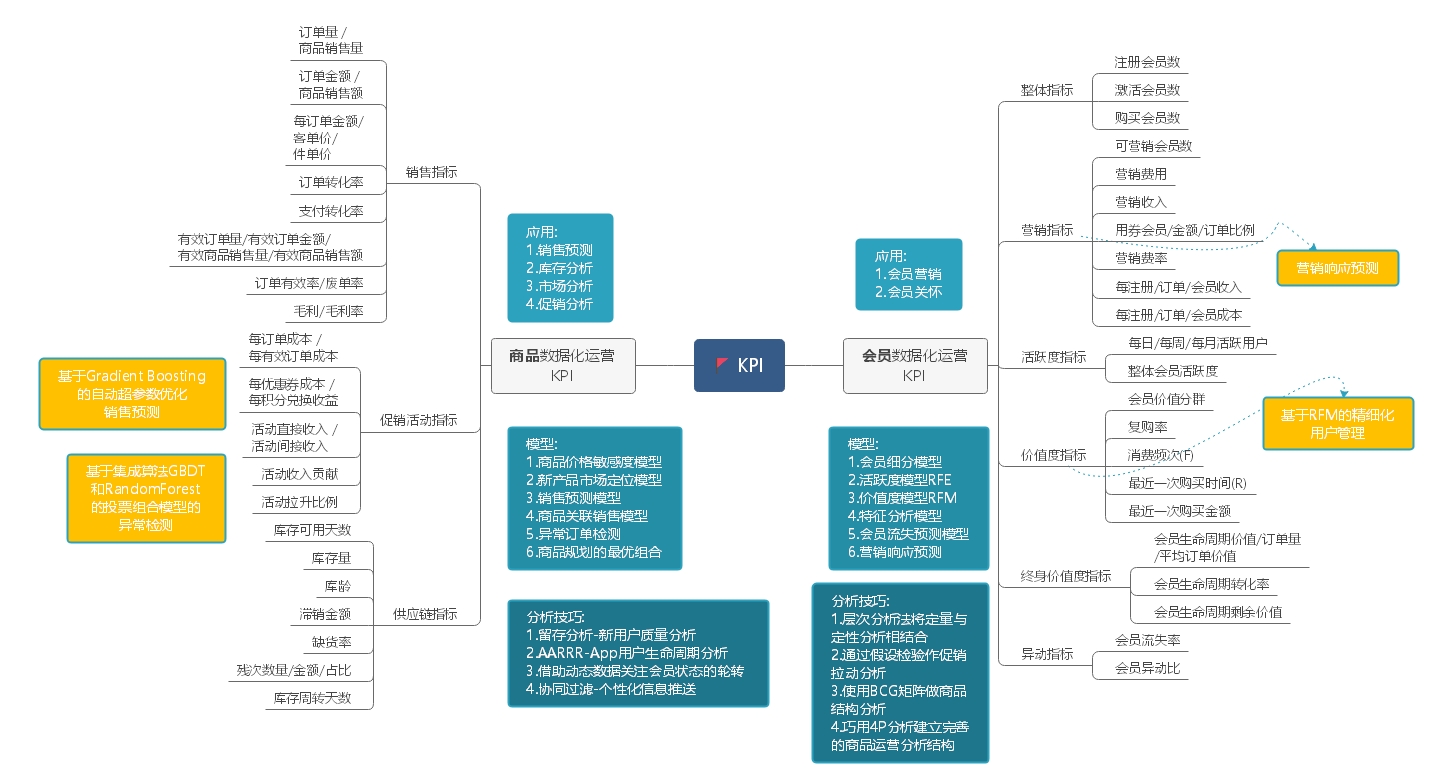 KPI
商品数据化运营
KPI
销售指标
订单量 /
商品销售量
订单金额 /
商品销售额
每订单金额/
客单价/
件单价
订单转化率
支付转化率
有效订单量/有效订单金额/
有效商品销售量/有效商品销售额
订单有效率/废单率
毛利/毛利率
促销活动指标
每订单成本 /
每有效订单成本
每优惠券成本 /
每积分兑换收益
活动直接收入 /
活动间接收入
活动收入贡献
活动拉升比例
供应链指标
库存可用天数
库存量
库龄
滞销金额
缺货率
残次数量/金额/占比
库存周转天数
基于Gradient Boosting
的自动超参数优化
销售预测
基于集成算法GBDT
和RandomForest
的投票组合模型的
异常检测
应用:
1.销售预测
2.库存分析
3.市场分析
4.促销分析
模型:
1.商品价格敏感度模型
2.新产品市场定位模型
3.销售预测模型
4.商品关联销售模型
5.异常订单检测
6.商品规划的最优组合
分析技巧:
1.留存分析-新用户质量分析
2.AARRR-App用户生命周期分析
3.借助动态数据关注会员状态的轮转
4.协同过滤-个性化信息推送
会员数据化运营
KPI
应用:
1.会员营销
2.会员关怀
模型:
1.会员细分模型
2.活跃度模型RFE
3.价值度模型RFM
4.特征分析模型
5.会员流失预测模型
6.营销响应预测
分析技巧:
1.层次分析法将定量与
定性分析相结合
2.通过假设检验作促销
拉动分析
3.使用BCG矩阵做商品
结构分析
4.巧用4P分析建立完善
的商品运营分析结构
整体指标
注册会员数
激活会员数
购买会员数
营销指标
可营销会员数
营销费用
营销收入
用券会员/金额/订单比例
营销费率
每注册/订单/会员收入
每注册/订单/会员成本
营销响应预测
活跃度指标
每日/每周/每月活跃用户
整体会员活跃度
价值度指标
会员价值分群
复购率
消费频次(F)
最近一次购买时间(R)
最近一次购买金额
基于RFM的精细化
用户管理
终身价值度指标
会员生命周期价值/订单量
/平均订单价值
会员生命周期转化率
会员生命周期剩余价值
异动指标
会员流失率
会员异动比